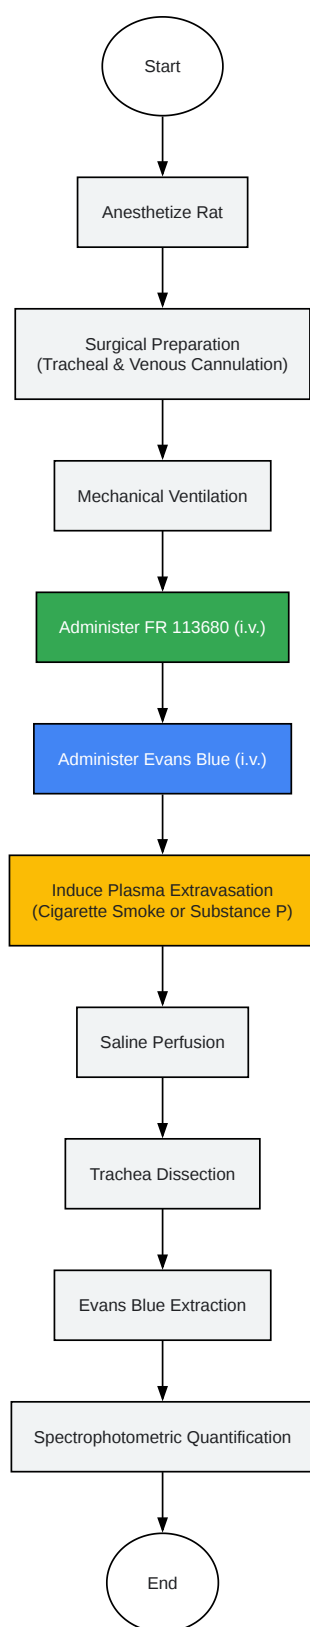 Start
Anesthetize Rat
Surgical Preparation
(Tracheal & Venous Cannulation)
Mechanical Ventilation
Administer FR 113680 (i.v.)
Administer Evans Blue (i.v.)
Induce Plasma Extravasation
(Cigarette Smoke or Substance P)
Saline Perfusion
Trachea Dissection
Evans Blue Extraction
Spectrophotometric Quantification
End